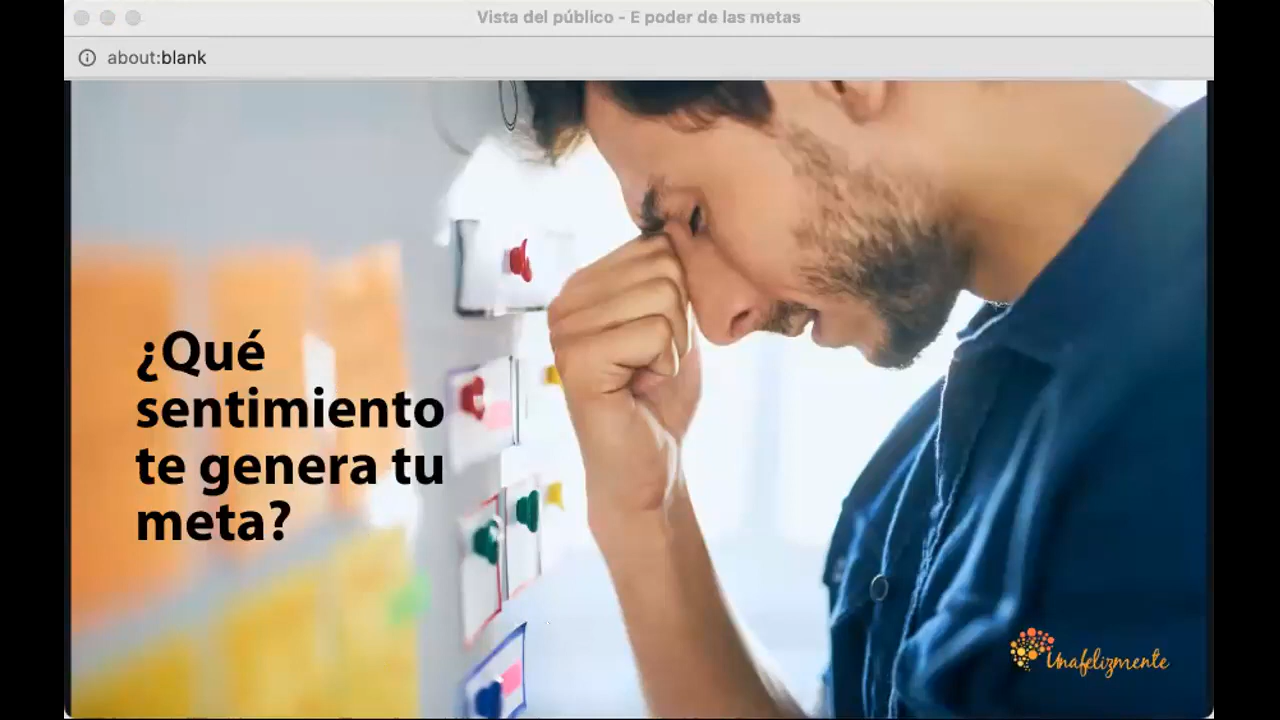 Vista del público - E poder de las metas
about:blank
¿Qué
sentimiento
te genera tu
meta?
Unafelizmente